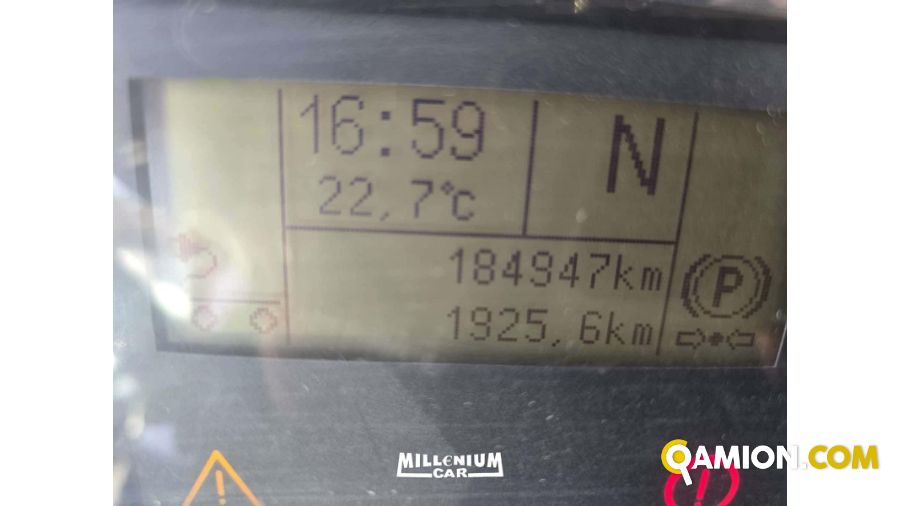 16:59
N
22,7°C
184947km
1925,6km
P
MILLENIUM
CAR
QAMION.COM